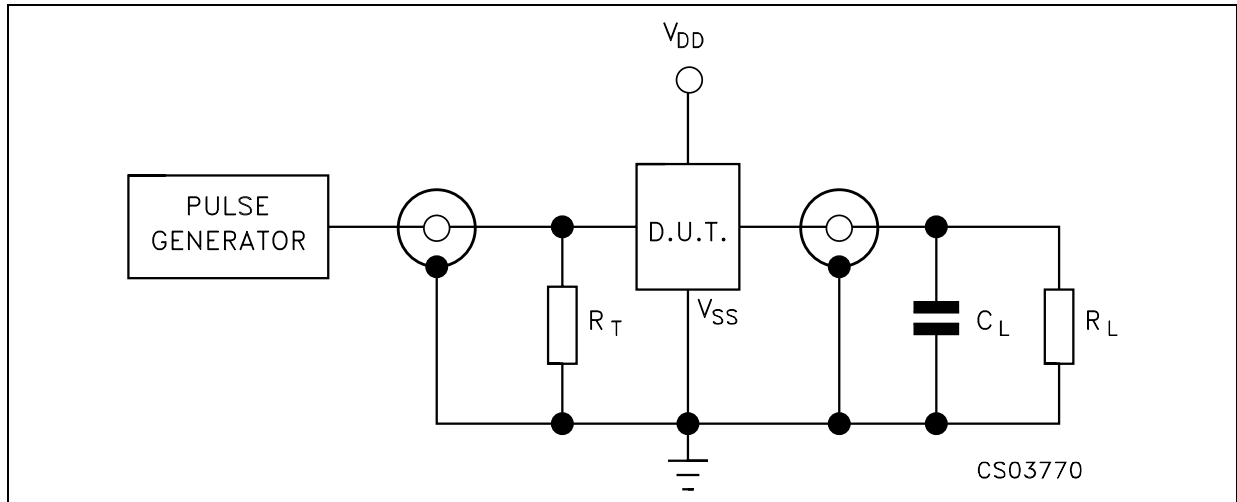 VDD
PULSE
GENERATOR
D.U.T.
VSS
RT
CL
RL
CS03770